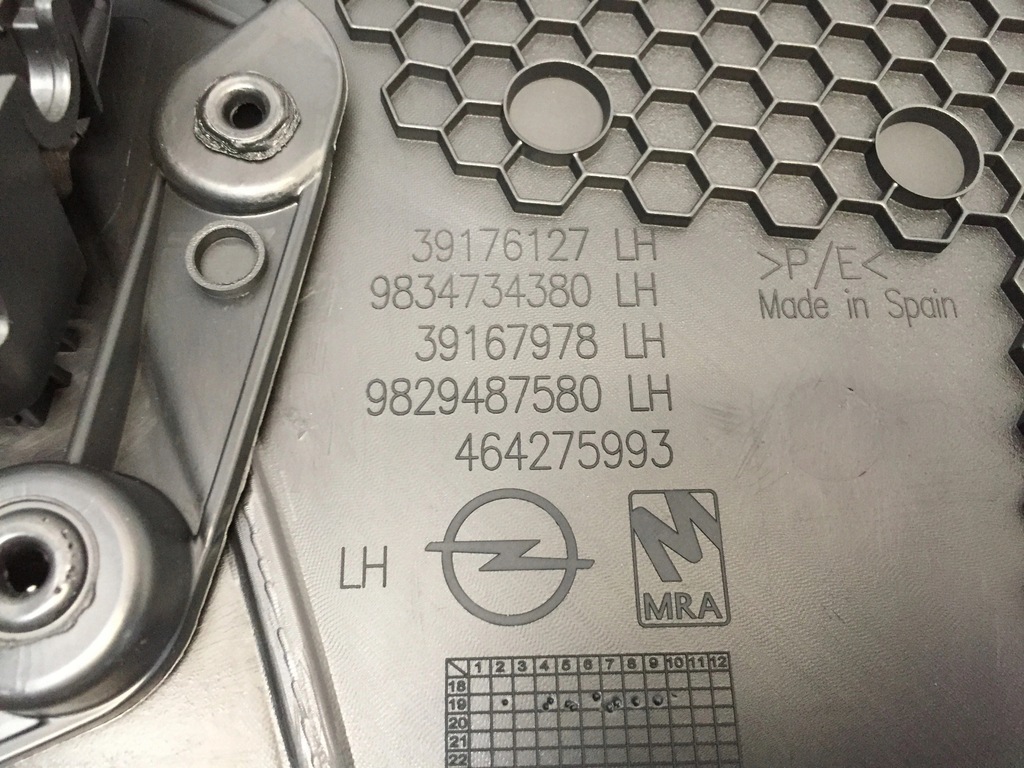 39176127 LH
9834734380 LH
39167978 LH
9829487580 LH
464275993
>P/E<
Made in Spain
LH
MRA
1 2 3 4 5 6 7 8 9 10 11 12
18
19
20
21
22